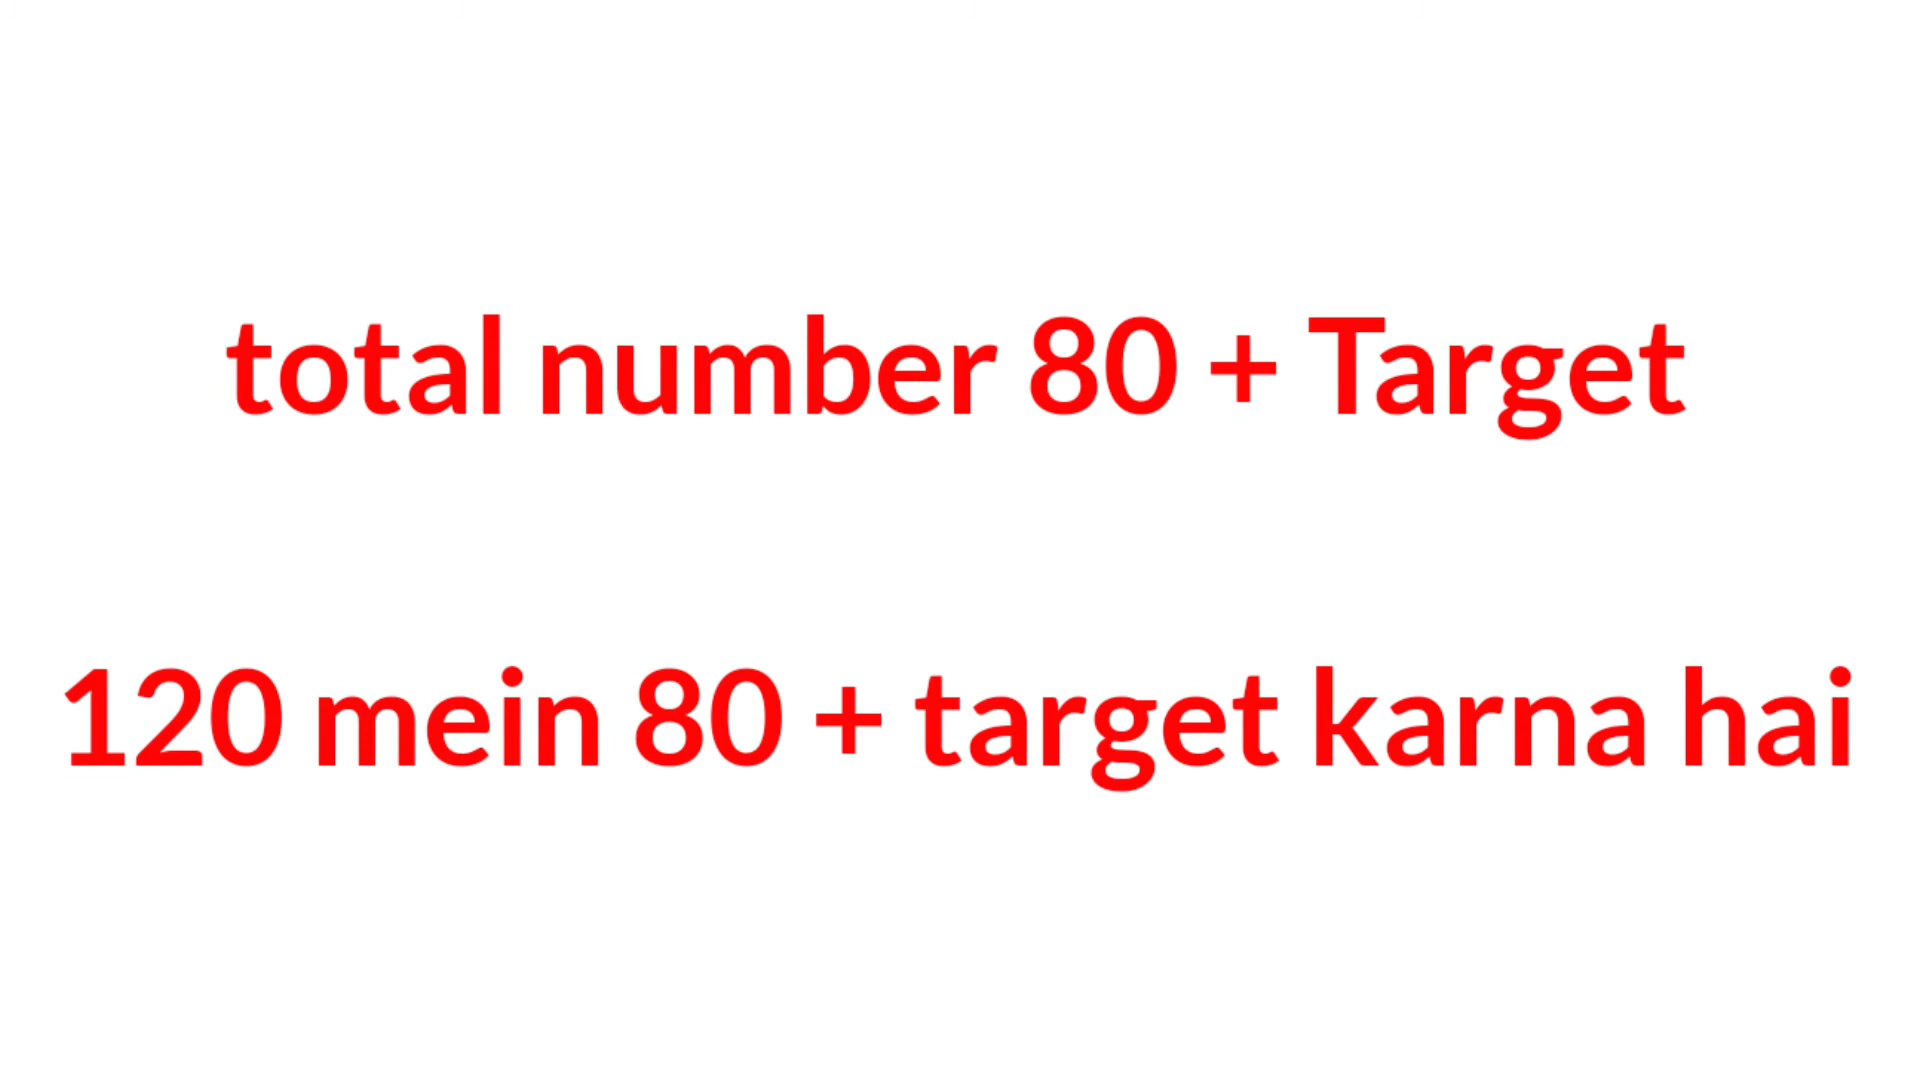 total number 80 + Target
120 mein 80 + target karna hai